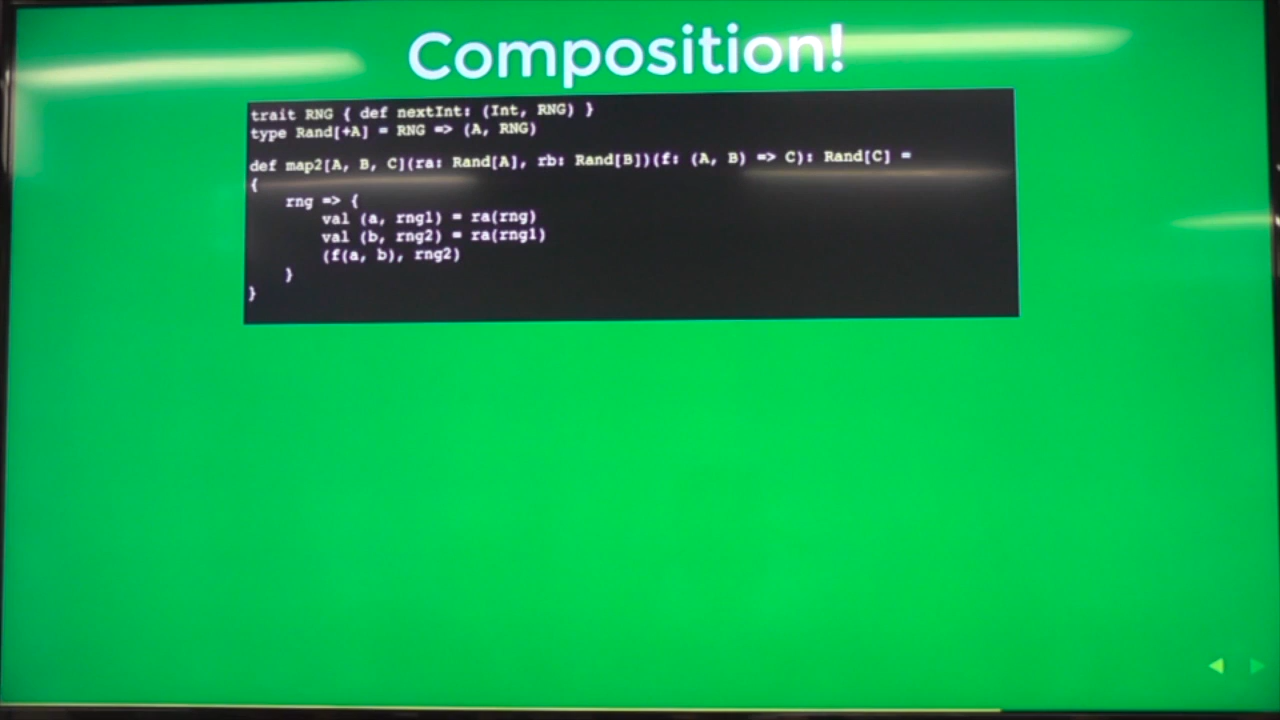 Composition!
trait RNG { def nextInt: (Int, RNG) }
type Rand[+A] = RNG => (A, RNG)
def map2[A, B, C](ra: Rand[A], rb: Rand[B])(f: (A, B) => C): Rand[C] =
{
rng => {
val (a, rng1) = ra(rng)
val (b, rng2) = ra(rng1)
(f(a, b), rng2)
}
}